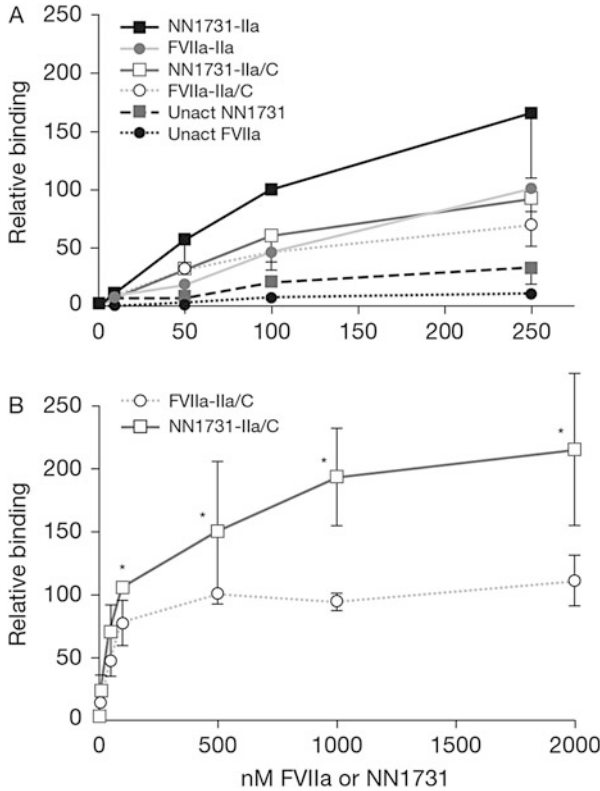 A
250
200
150
100
50
0
Relative binding
NN1731-IIa
FVIIa-IIa
NN1731-IIa/C
FVIIa-IIa/C
Unact NN1731
Unact FVIIa
0 50 100 150 200 250
B
250
200
150
100
50
0
Relative binding
FVIIa-IIa/C
NN1731-IIa/C
* * * *
0 500 1000 1500 2000
nM FVIIa or NN1731